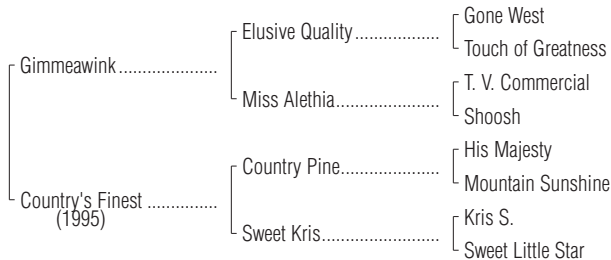 Gone West
Elusive Quality..................
Touch of Greatness
Gimmeawink.....................
T. V. Commercial
Miss Alethia......................
Shoosh
His Majesty
Country Pine.....................
Mountain Sunshine
Country's Finest ...............
(1995)
Kris S.
Sweet Kris.........................
Sweet Little Star